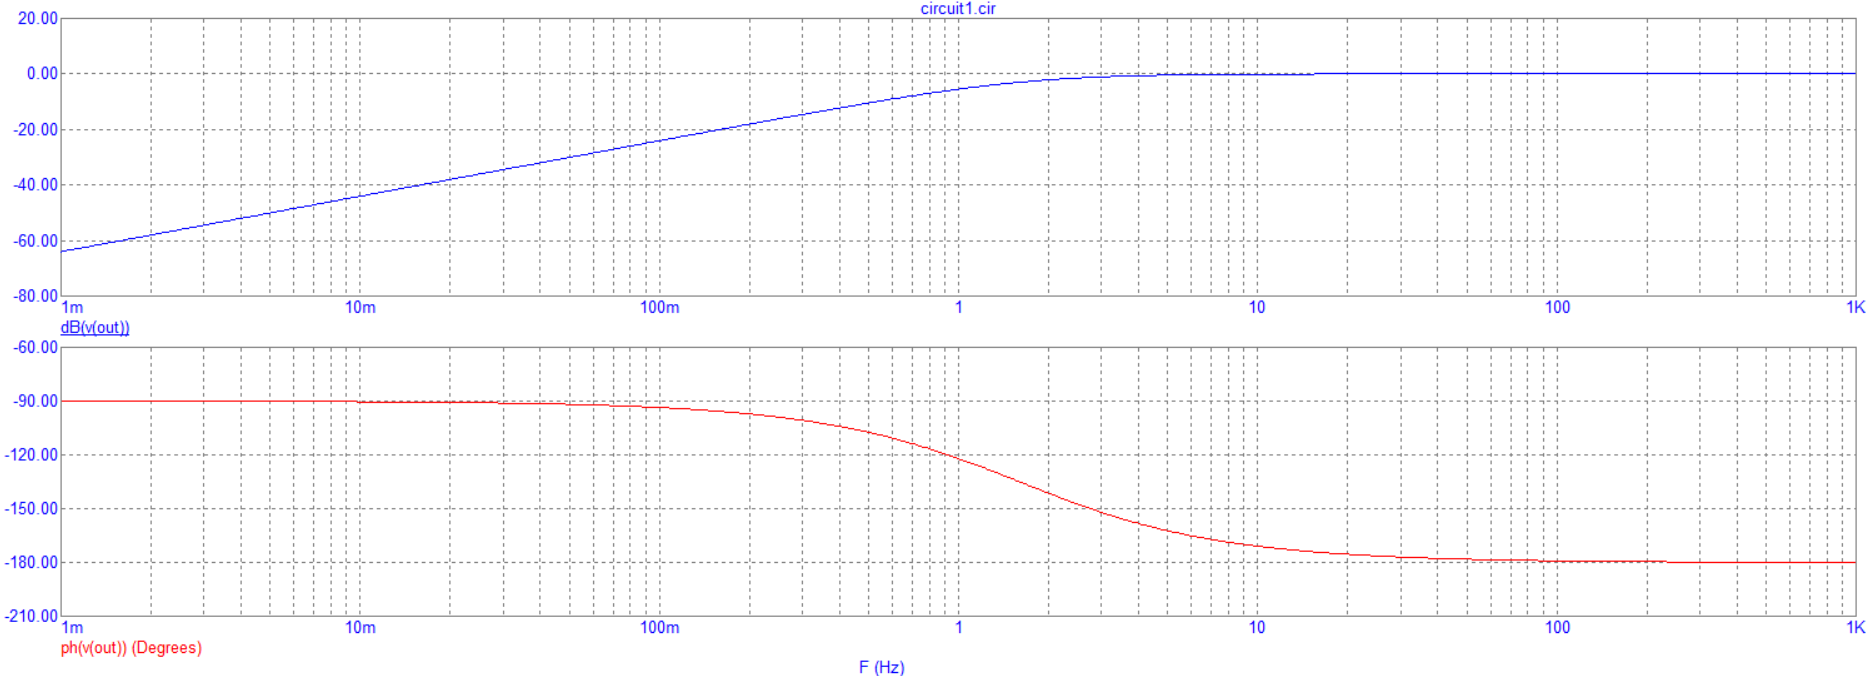 circuit1.cir
20.00
0.00
-20.00
-40.00
-60.00
-80.00
1m 10m 100m 1 10 100 1K
dB(v(out))
-60.00
-90.00
-120.00
-150.00
-180.00
-210.00
1m 10m 100m 1 10 100 1K
ph(v(out)) (Degrees)
F (Hz)